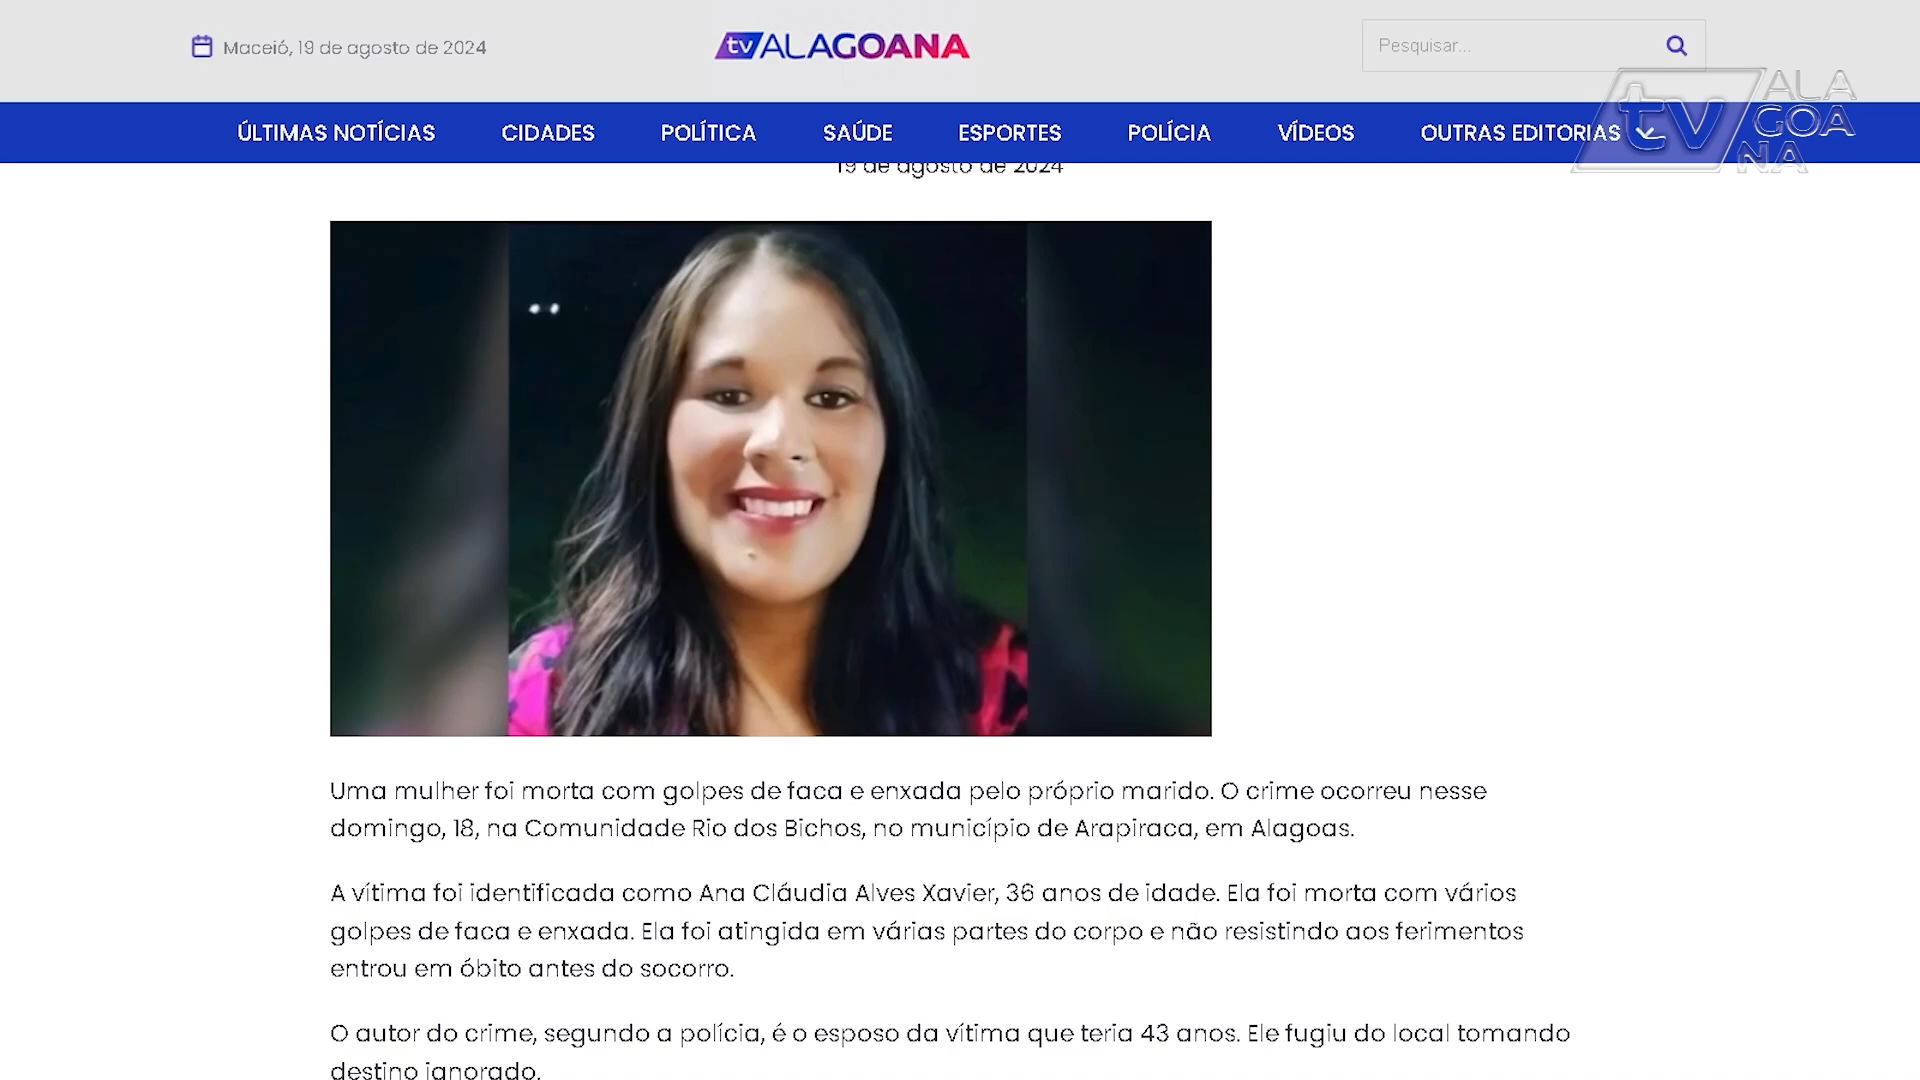 Maceió, 19 de agosto de 2024
tv ALAGOANA
Pesquisar...
tv ALA
GOA
NA
ÚLTIMAS NOTÍCIAS CIDADES POLÍTICA SAÚDE ESPORTES POLÍCIA VÍDEOS OUTRAS EDITORIAS
19 de agosto de 2024
Uma mulher foi morta com golpes de faca e enxada pelo próprio marido. O crime ocorreu nesse
domingo, 18, na Comunidade Rio dos Bichos, no município de Arapiraca, em Alagoas.
A vítima foi identificada como Ana Cláudia Alves Xavier, 36 anos de idade. Ela foi morta com vários
golpes de faca e enxada. Ela foi atingida em várias partes do corpo e não resistindo aos ferimentos
entrou em óbito antes do socorro.
O autor do crime, segundo a polícia, é o esposo da vítima que teria 43 anos. Ele fugiu do local tomando
destino ignorado.